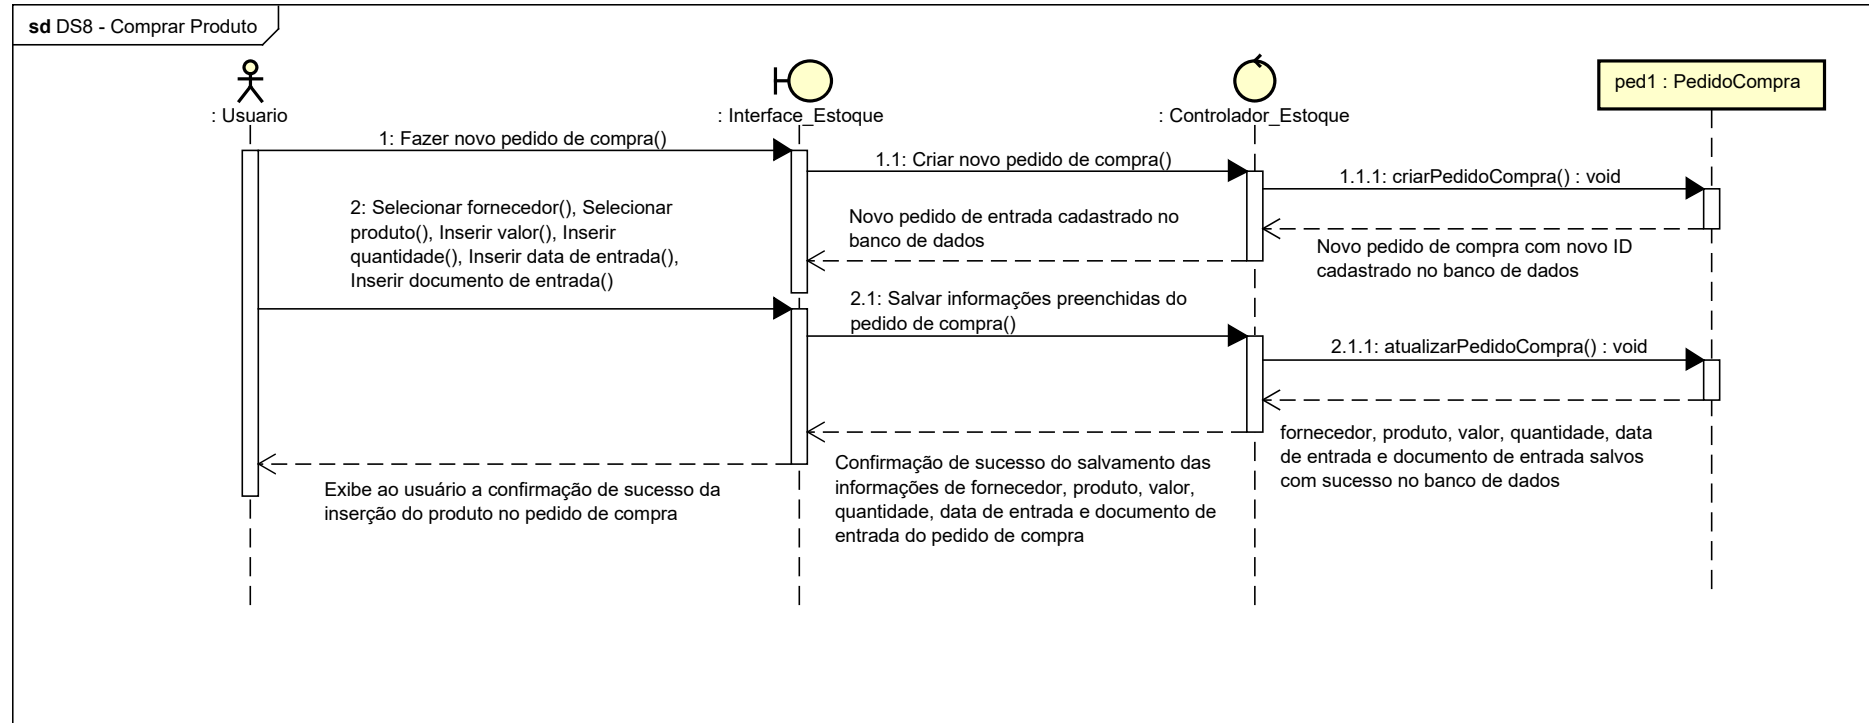 sd DS8 - Comprar Produto
: Usuario
: Interface_Estoque
: Controlador_Estoque
ped1 : PedidoCompra
1: Fazer novo pedido de compra()
1.1: Criar novo pedido de compra()
1.1.1: criarPedidoCompra() : void
Novo pedido de compra com novo ID
cadastrado no banco de dados
Novo pedido de entrada cadastrado no
banco de dados
2: Selecionar fornecedor(), Selecionar
produto(), Inserir valor(), Inserir
quantidade(), Inserir data de entrada(),
Inserir documento de entrada()
2.1: Salvar informações preenchidas do
pedido de compra()
2.1.1: atualizarPedidoCompra() : void
fornecedor, produto, valor, quantidade, data
de entrada e documento de entrada salvos
com sucesso no banco de dados
Confirmação de sucesso do salvamento das
informações de fornecedor, produto, valor,
quantidade, data de entrada e documento de
entrada do pedido de compra
Exibe ao usuário a confirmação de sucesso da
inserção do produto no pedido de compra